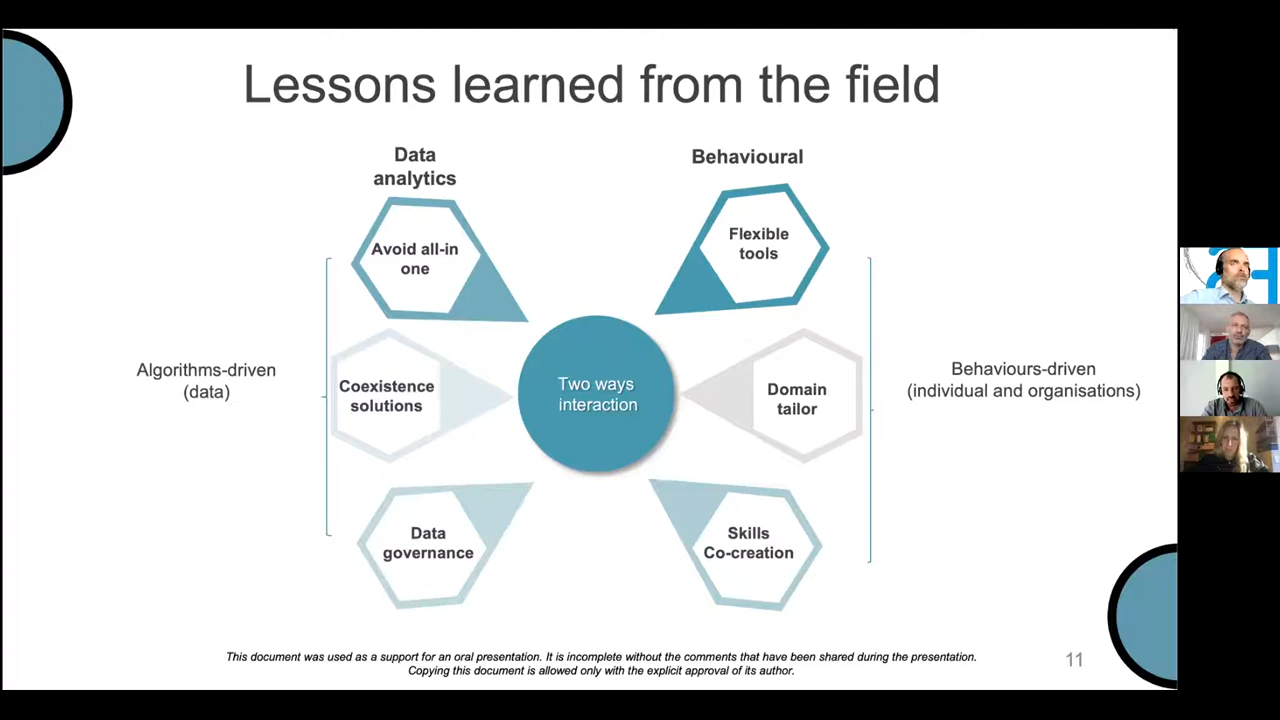 Lessons learned from the field
Data
analytics
Behavioural
Avoid all-in
one
Flexible
tools
Algorithms-driven
(data)
Coexistence
solutions
Two ways
interaction
Domain
tailor
Behaviours-driven
(individual and organisations)
Data
governance
Skills
Co-creation
This document was used as a support for an oral presentation. It is incomplete without the comments that have been shared during the presentation.
Copying this document is allowed only with the explicit approval of its author.
11